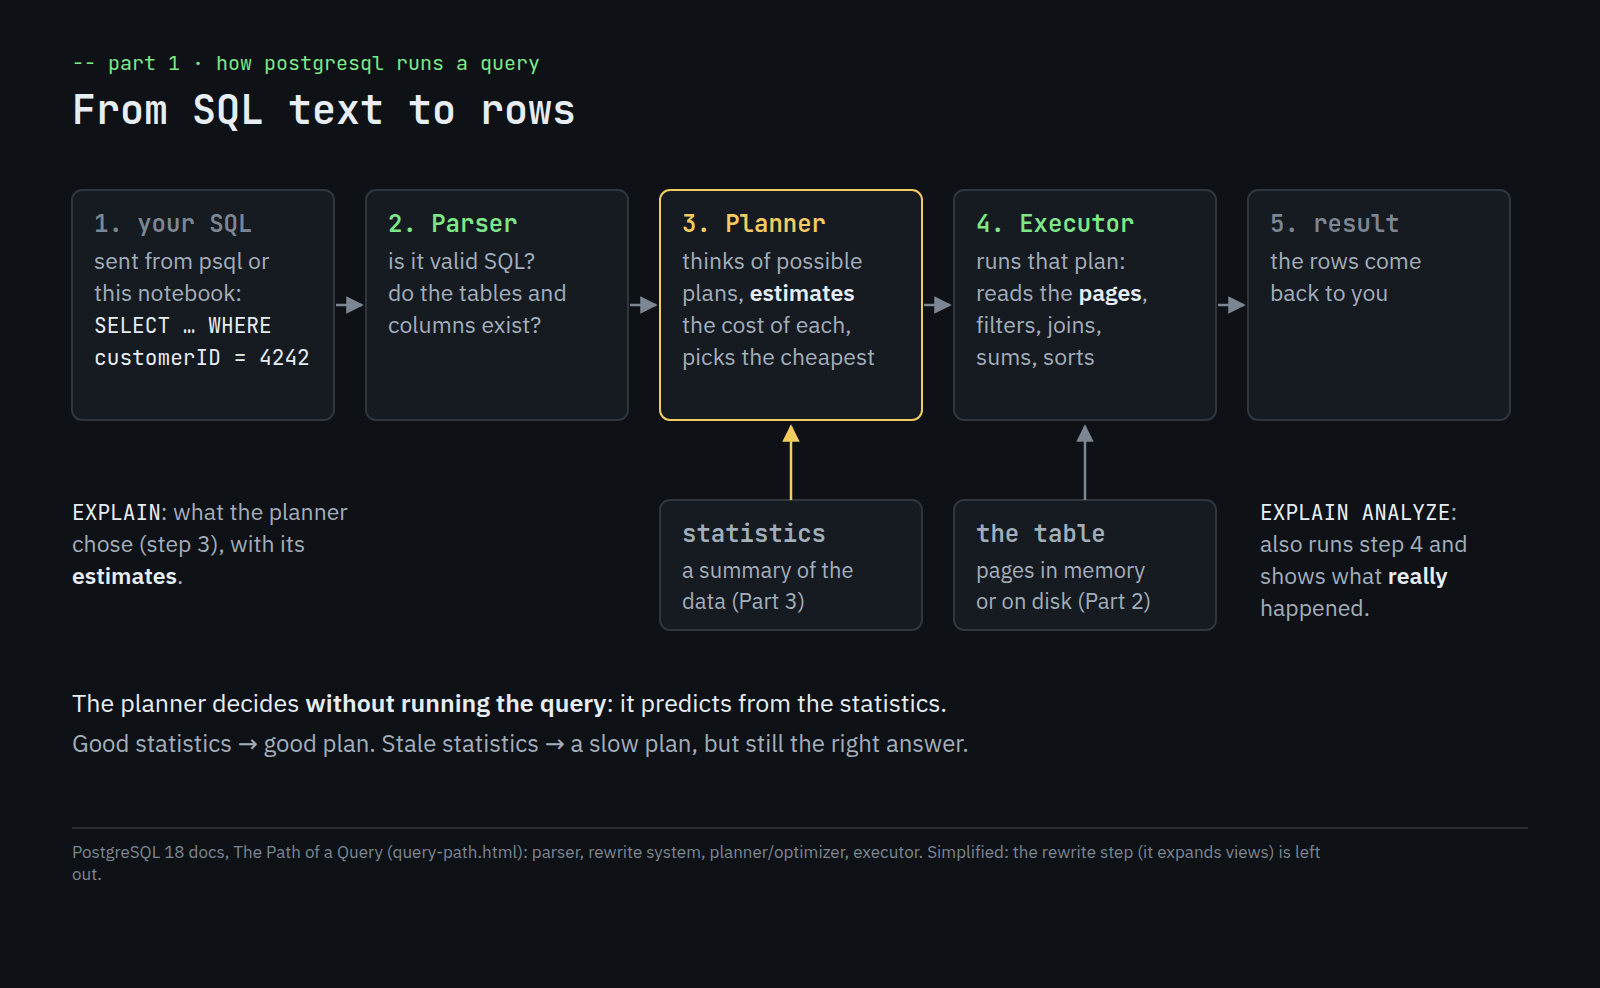 -- part 1 · how postgresql runs a query
From SQL text to rows
1. your SQL
sent from psql or
this notebook:
SELECT … WHERE
customerID = 4242
2. Parser
is it valid SQL?
do the tables and
columns exist?
3. Planner
thinks of possible
plans, estimates
the cost of each,
picks the cheapest
4. Executor
runs that plan:
reads the pages,
filters, joins,
sums, sorts
5. result
the rows come
back to you
EXPLAIN: what the planner
chose (step 3), with its
estimates.
statistics
a summary of the
data (Part 3)
the table
pages in memory
or on disk (Part 2)
EXPLAIN ANALYZE:
also runs step 4 and
shows what really
happened.
The planner decides without running the query: it predicts from the statistics.
Good statistics → good plan. Stale statistics → a slow plan, but still the right answer.
PostgreSQL 18 docs, The Path of a Query (query-path.html): parser, rewrite system, planner/optimizer, executor. Simplified: the rewrite step (it expands views) is left
out.